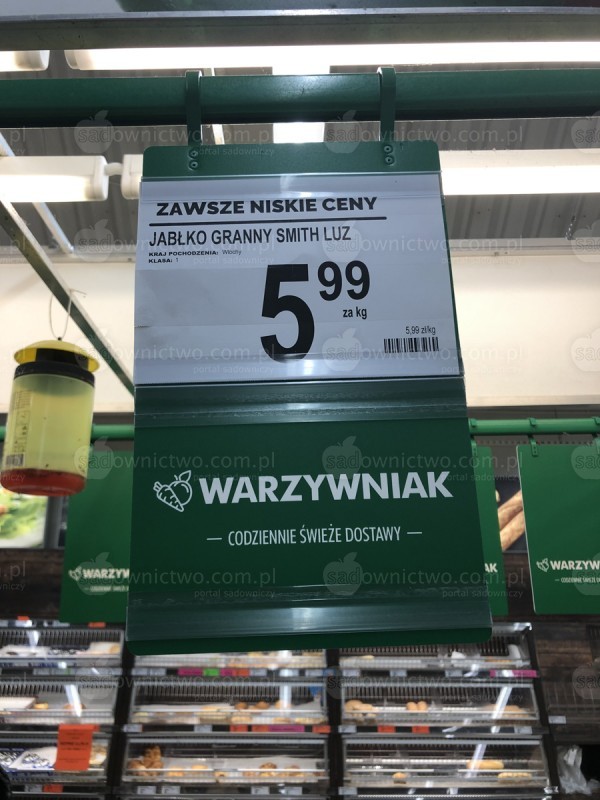 ZAWSZE NISKIE CENY
JABŁKO GRANNY SMITH LUZ
KRAJ POCHODZENIA: Włochy
KLASA: 1
5 99
za kg
5,99 zł/kg
WARZYWNIAK
— CODZIENNIE ŚWIEŻE DOSTAWY —
WARZYW
WARZYWNIAK
sadownictwo.com.pl
portal sadowniczy